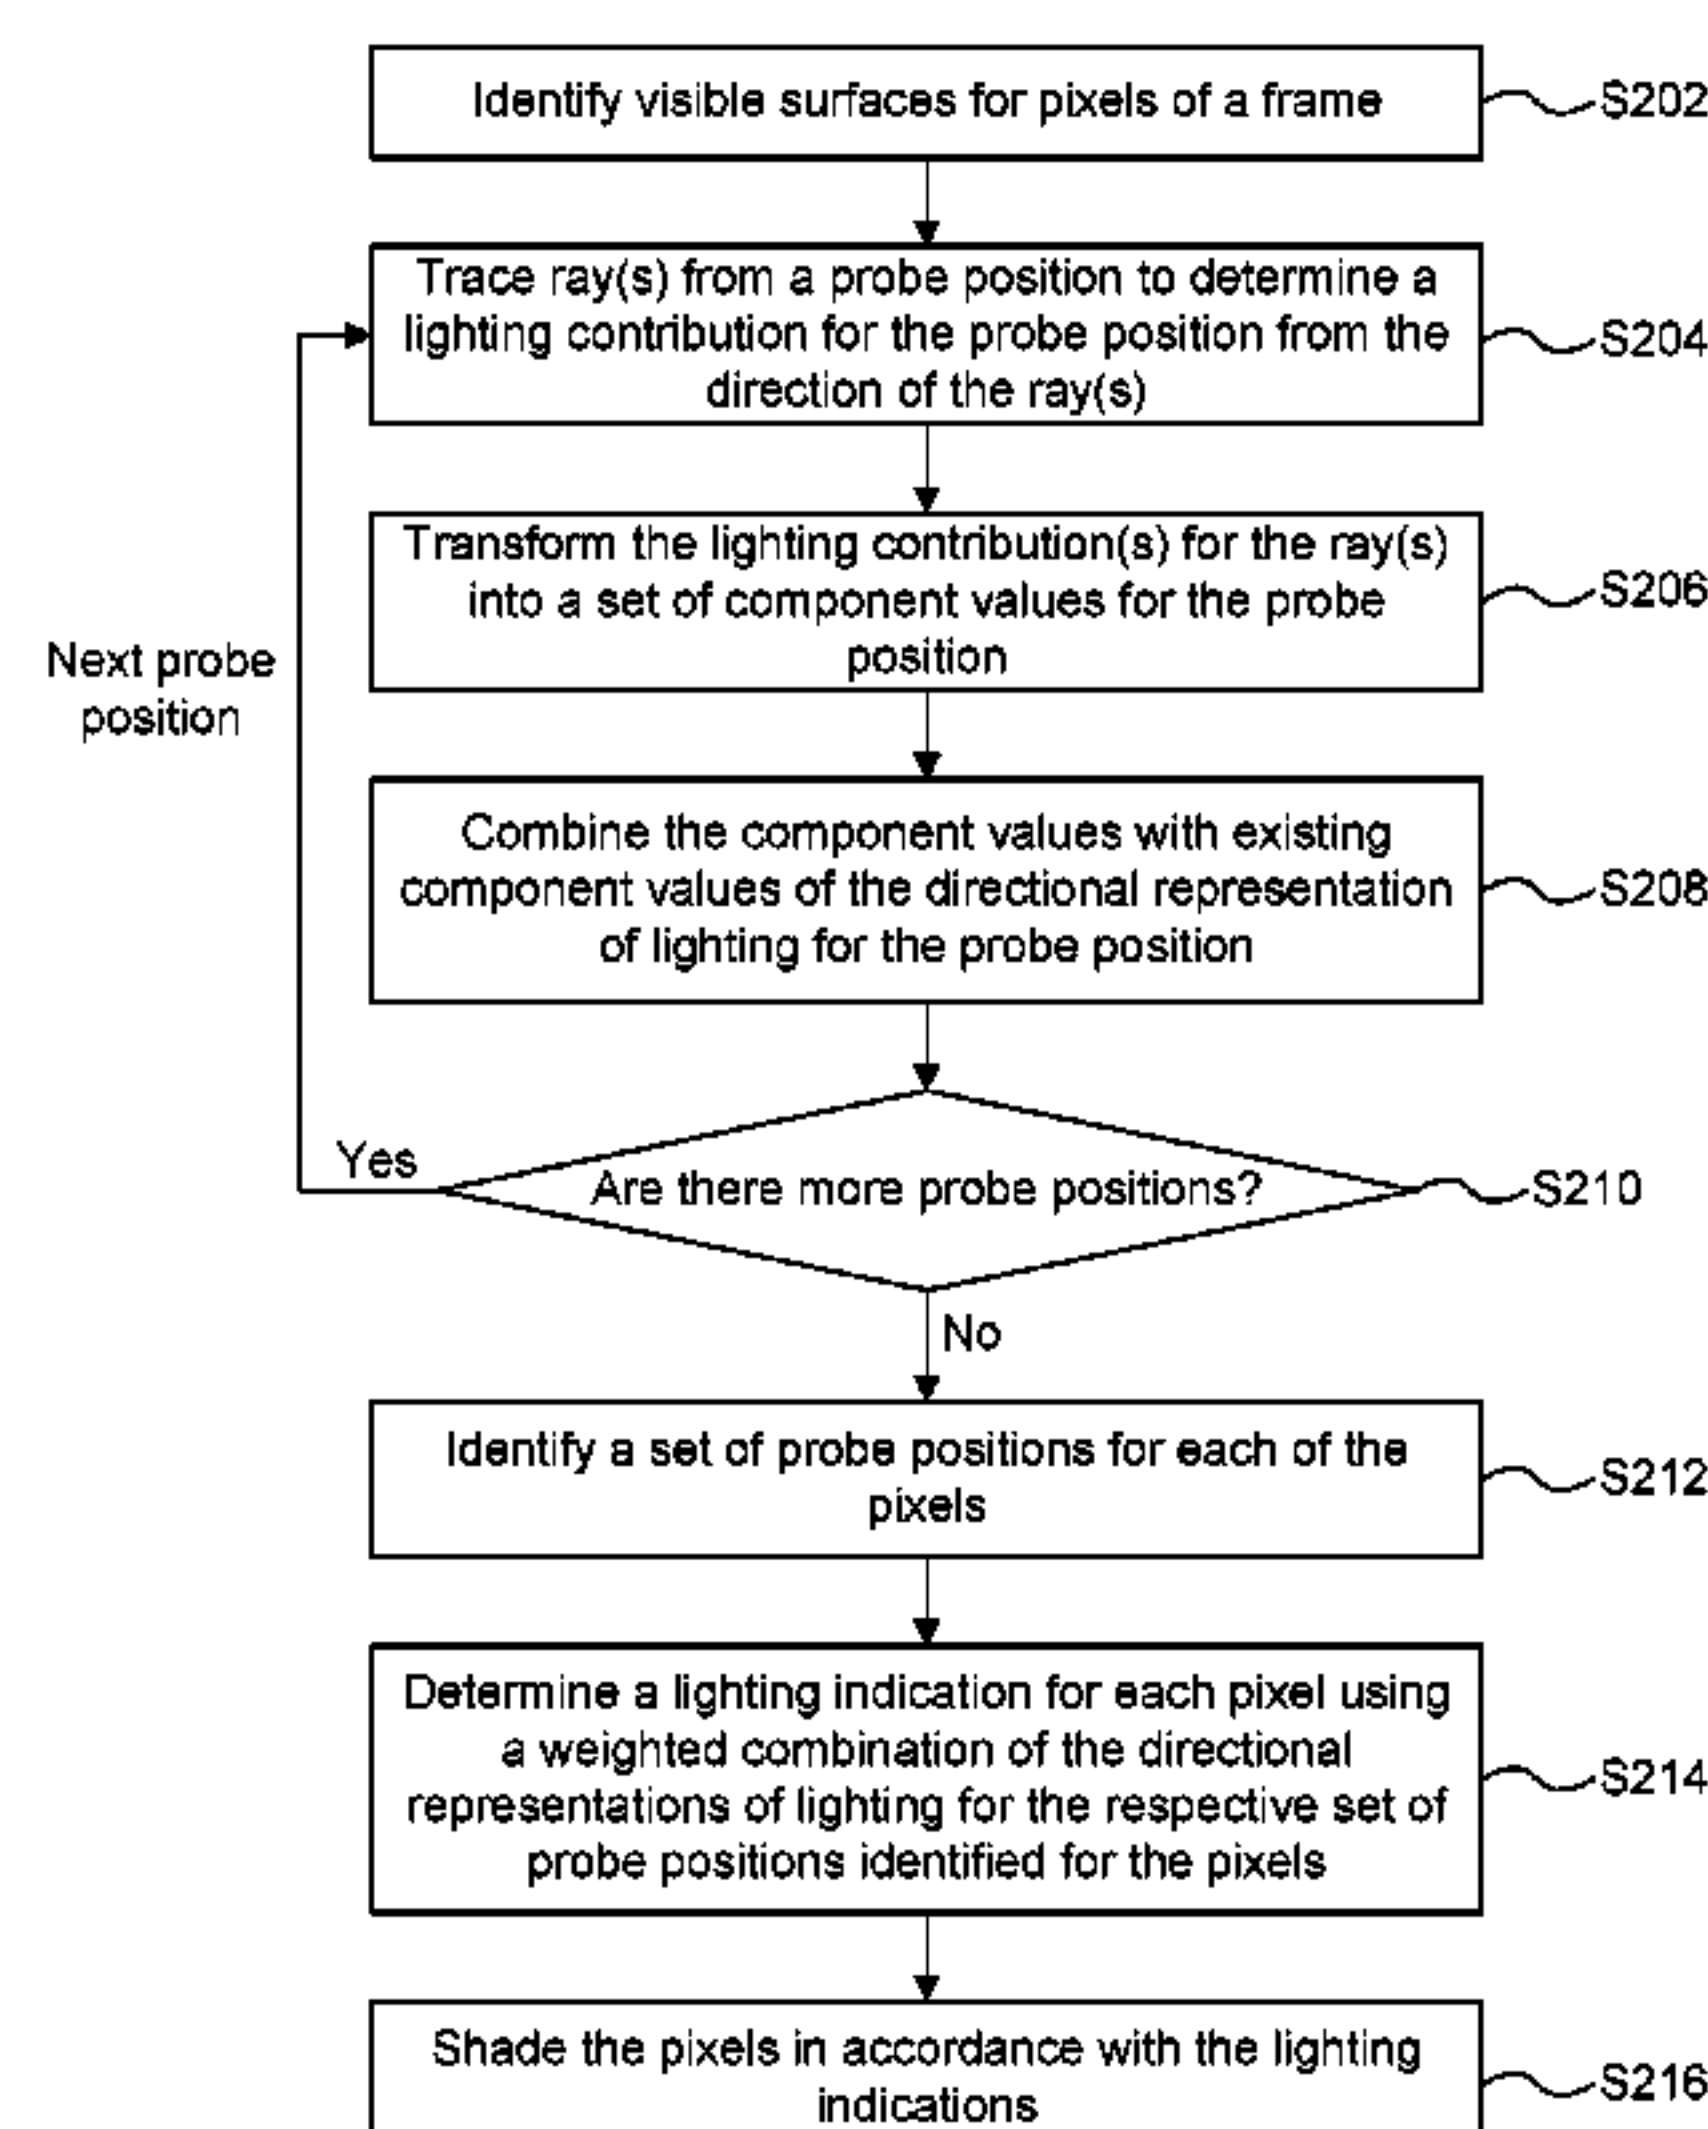 Identify visible surfaces for pixels of a frame
S202
Trace ray(s) from a probe position to determine a
lighting contribution for the probe position from the
direction of the ray(s)
S204
Transform the lighting contribution(s) for the ray(s)
into a set of component values for the probe
position
S206
Next probe
position
Combine the component values with existing
component values of the directional representation
of lighting for the probe position
S208
Yes
Are there more probe positions?
S210
No
Identify a set of probe positions for each of the
pixels
S212
Determine a lighting indication for each pixel using
a weighted combination of the directional
representations of lighting for the respective set of
probe positions identified for the pixels
S214
Shade the pixels in accordance with the lighting
indications
S216